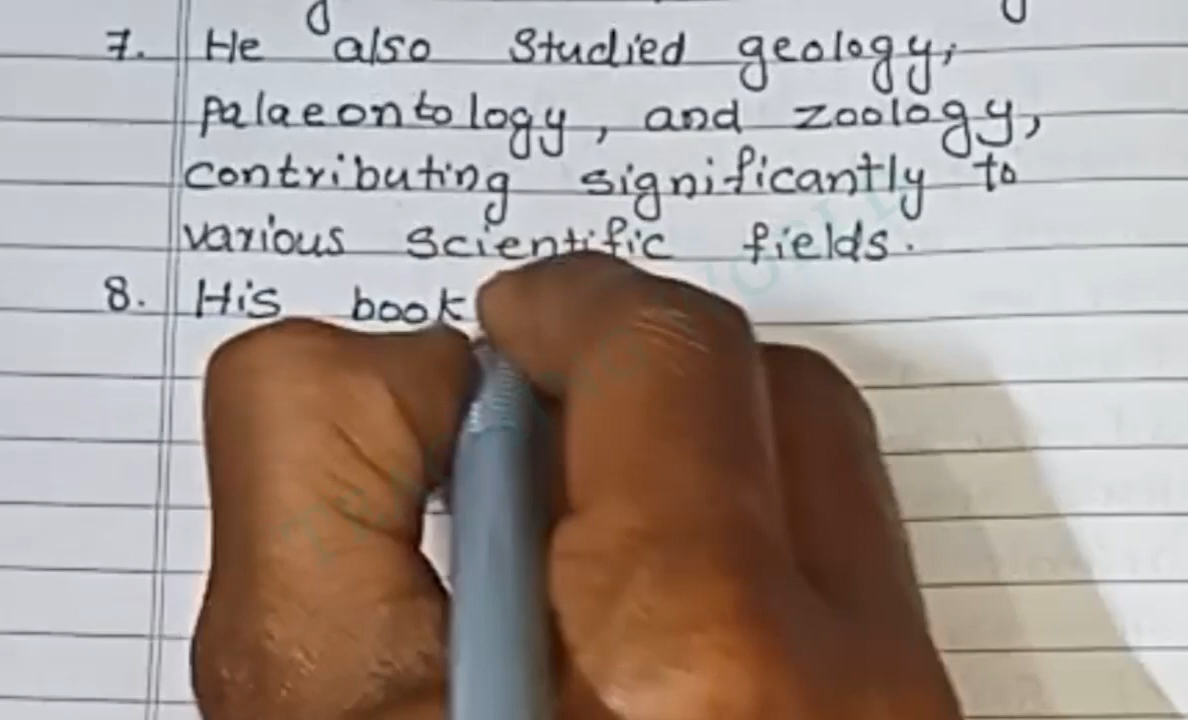 7. He also studied geology,
palaeontology, and zoology,
contributing significantly to
various scientific fields.
8. His book